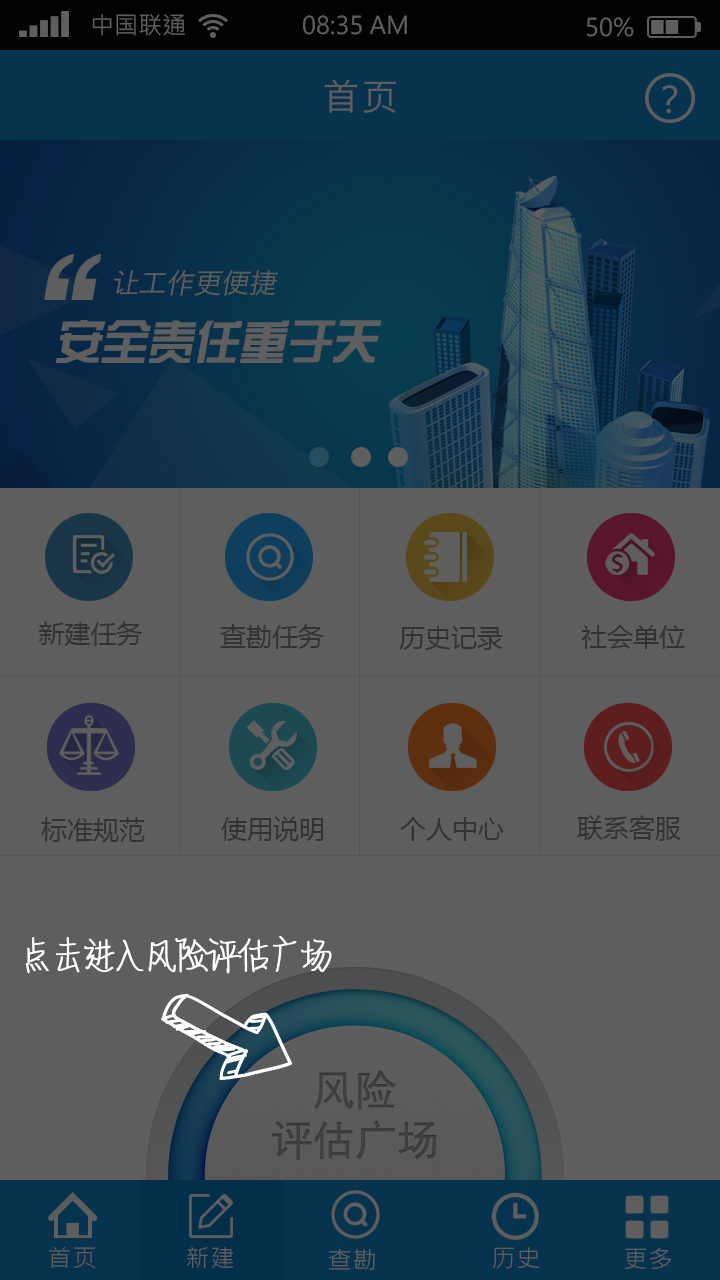 中国联通 08:35 AM 50%
首页 ?
让工作更便捷
安全责任重于天
新建任务 查勘任务 历史记录 社会单位
标准规范 使用说明 个人中心 联系客服
点击进入风险评估广场
风险
评估广场
首页 新建 查勘 历史 更多